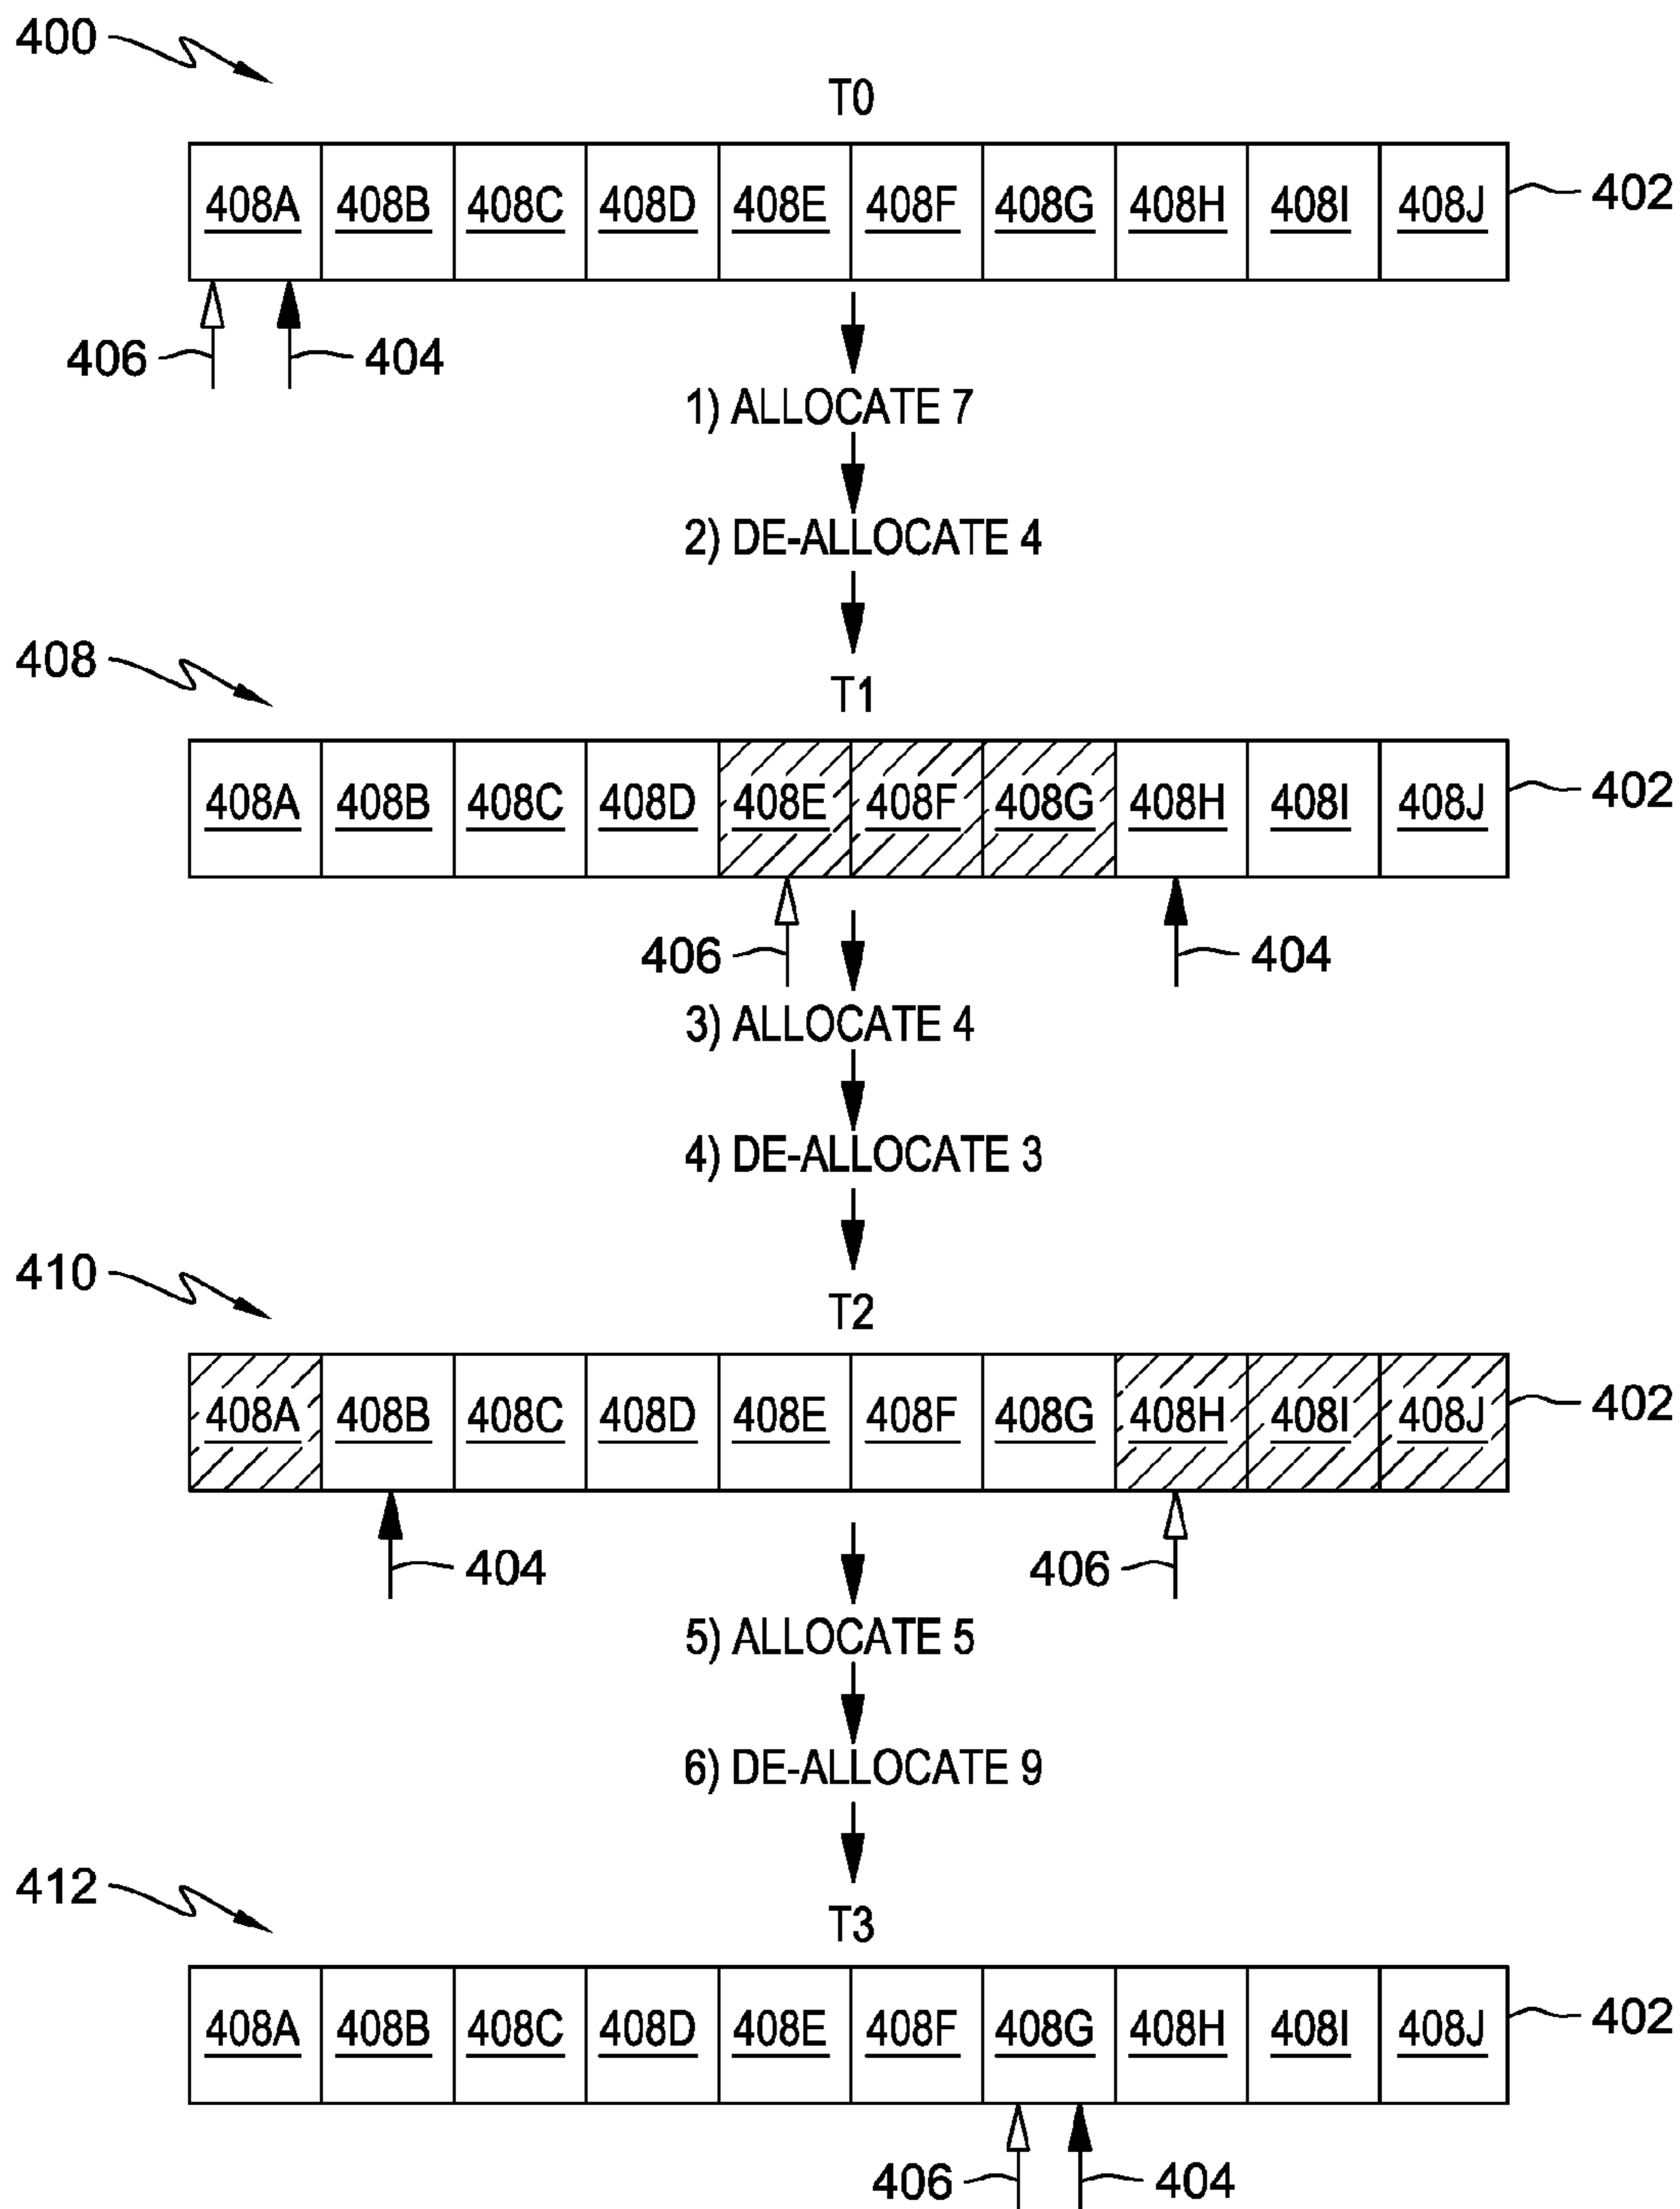 400
T0
408A 408B 408C 408D 408E 408F 408G 408H 408I 408J 402
406 404
1) ALLOCATE 7
2) DE-ALLOCATE 4
408
T1
408A 408B 408C 408D 408E 408F 408G 408H 408I 408J 402
406 404
3) ALLOCATE 4
4) DE-ALLOCATE 3
410
T2
408A 408B 408C 408D 408E 408F 408G 408H 408I 408J 402
404 406
5) ALLOCATE 5
6) DE-ALLOCATE 9
412
T3
408A 408B 408C 408D 408E 408F 408G 408H 408I 408J 402
406 404